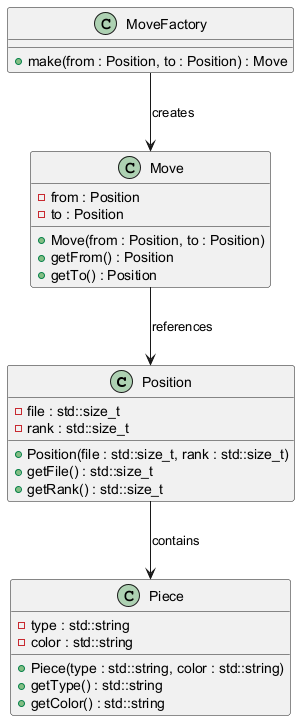 C MoveFactory
make(from : Position, to : Position) : Move
creates
C Move
from : Position
to : Position
Move(from : Position, to : Position)
getFrom() : Position
getTo() : Position
references
C Position
file : std::size_t
rank : std::size_t
Position(file : std::size_t, rank : std::size_t)
getFile() : std::size_t
getRank() : std::size_t
contains
C Piece
type : std::string
color : std::string
Piece(type : std::string, color : std::string)
getType() : std::string
getColor() : std::string